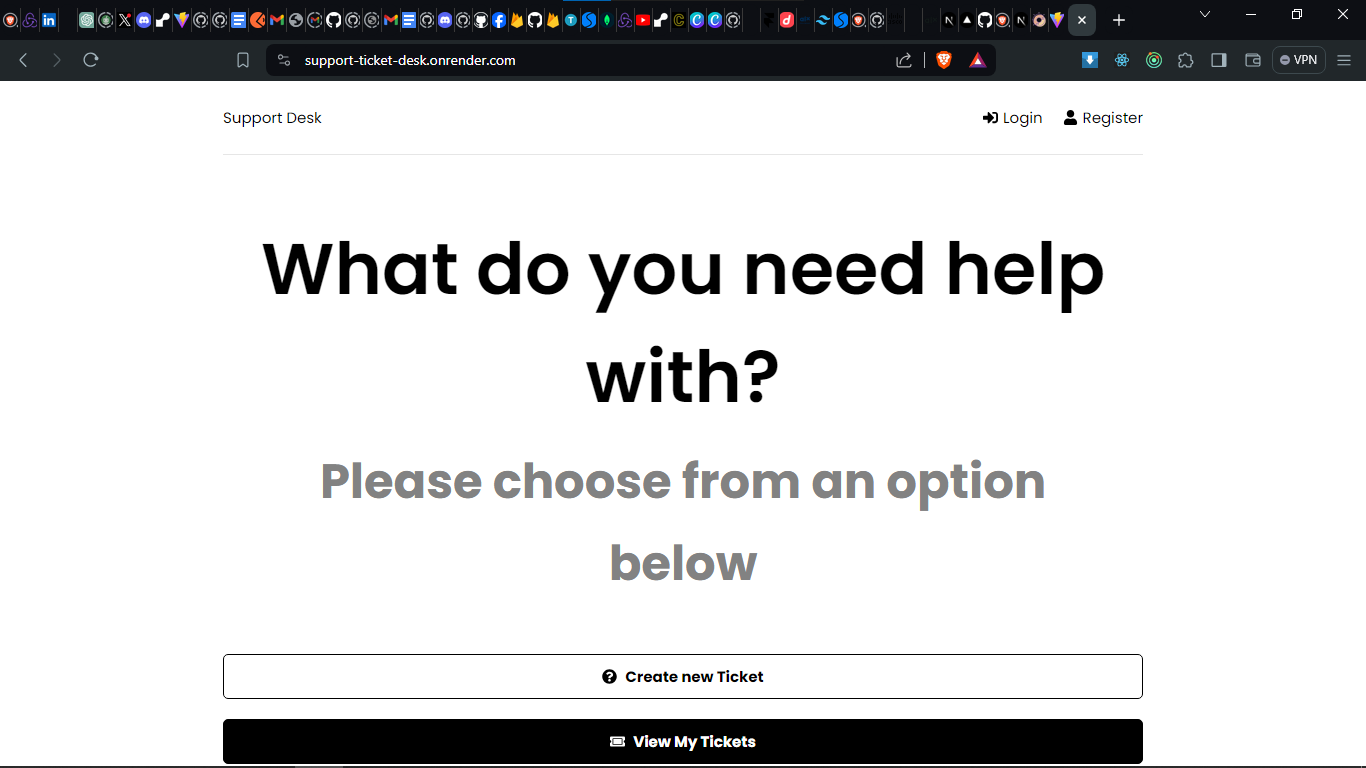 support-ticket-desk.onrender.com
VPN
Support Desk
Login
Register
What do you need help
with?
Please choose from an option
below
Create new Ticket
View My Tickets